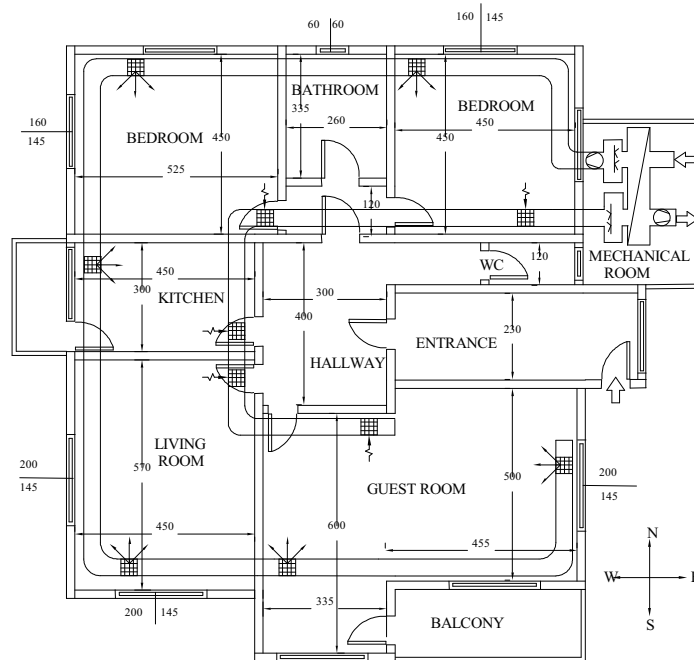 60 60
160 145
335
BATHROOM
BEDROOM
BEDROOM
450
260
450
450
160
145
525
120
MECHANICAL
ROOM
WC
120
450
300
KITCHEN
300
400
230
ENTRANCE
HALLWAY
LIVING
ROOM
570
GUEST ROOM
500
200
145
200
145
600
450
455
335
200 145
BALCONY
N
W
E
S